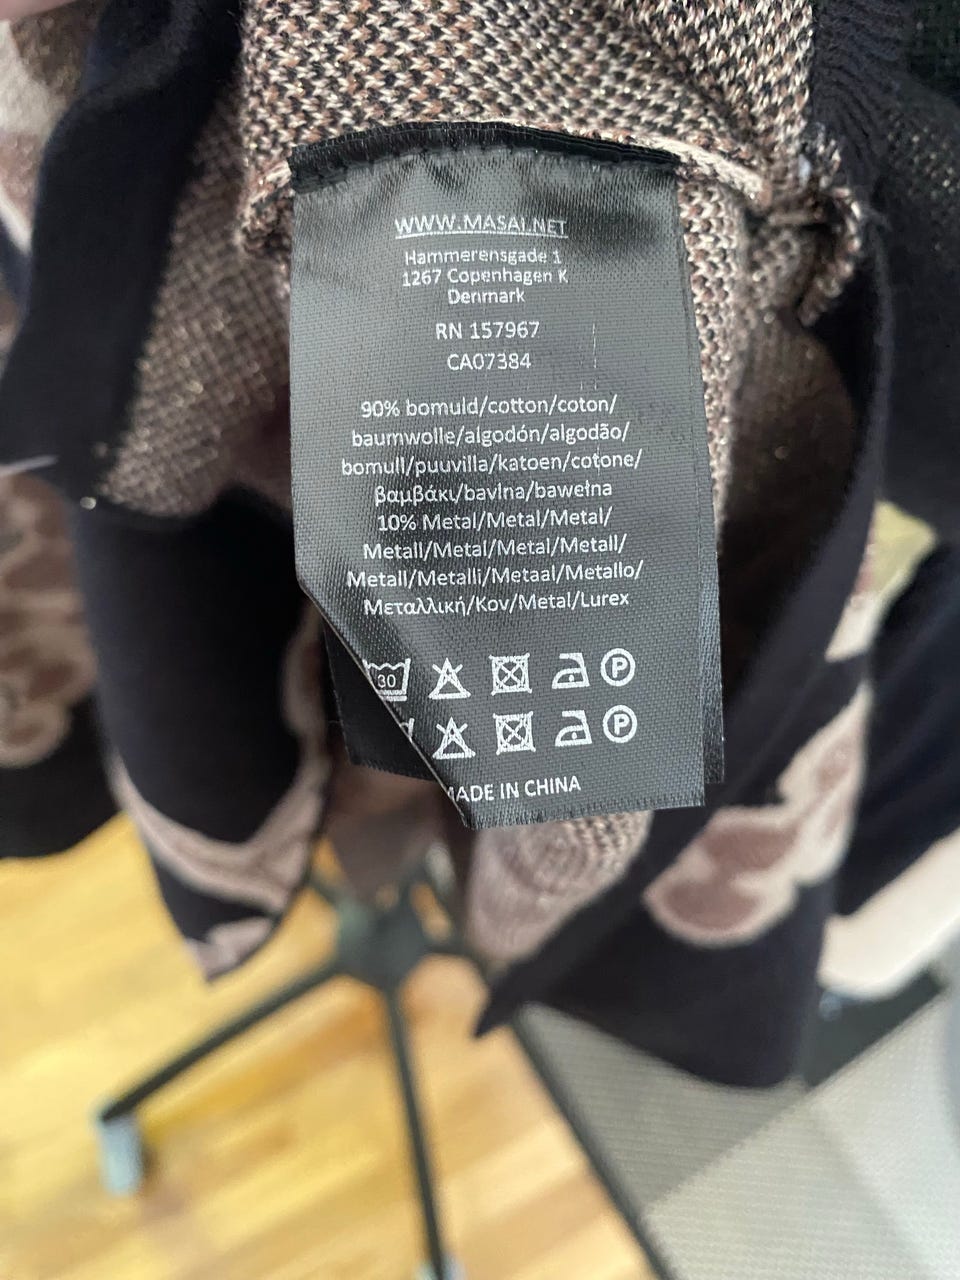 WWW.MASAI.NET
Hammerensgade 1
1267 Copenhagen K
Denmark
RN 157967
CA07384
90% bomuld/cotton/coton/
baumwolle/algodón/algodão/
bomull/puuvilla/katoen/cotone/
βαμβάκι/bavlna/bawełna
10% Metal/Metal/Metal/
Metall/Metal/Metal/Metall/
Metall/Metalli/Metaal/Metallo/
Μεταλλική/Kov/Metal/Lurex
30 P
P
MADE IN CHINA